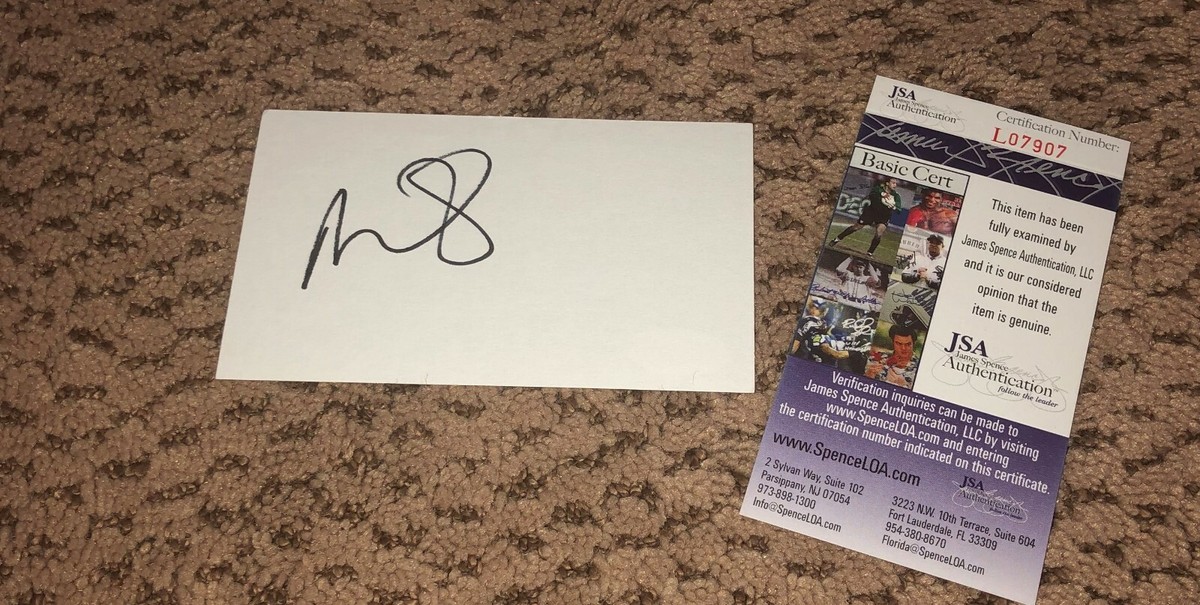 JSA
James Spence
Authentication
Certification Number:
L07907
Basic Cert
This item has been
fully examined by
James Spence Authentication, LLC
and it is our considered
opinion that the
item is genuine.
JSA
James Spence
Authentication
follow the leader
Verification inquiries can be made to
James Spence Authentication, LLC by visiting
www.SpenceLOA.com and entering
the certification number indicated on this certificate.
www.SpenceLOA.com
2 Sylvan Way, Suite 102
Parsippany, NJ 07054
973-898-1300
Info@SpenceLOA.com
JSA
Authentication
3223 N.W. 10th Terrace, Suite 604
Fort Lauderdale, FL 33309
954-380-8670
Florida@SpenceLOA.com